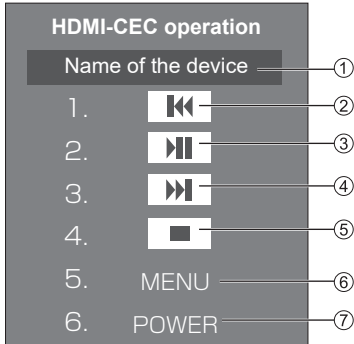 HDMI-CEC operation
Name of the device ①
1. ②
2. ③
3. ④
4. ⑤
5. MENU ⑥
6. POWER ⑦